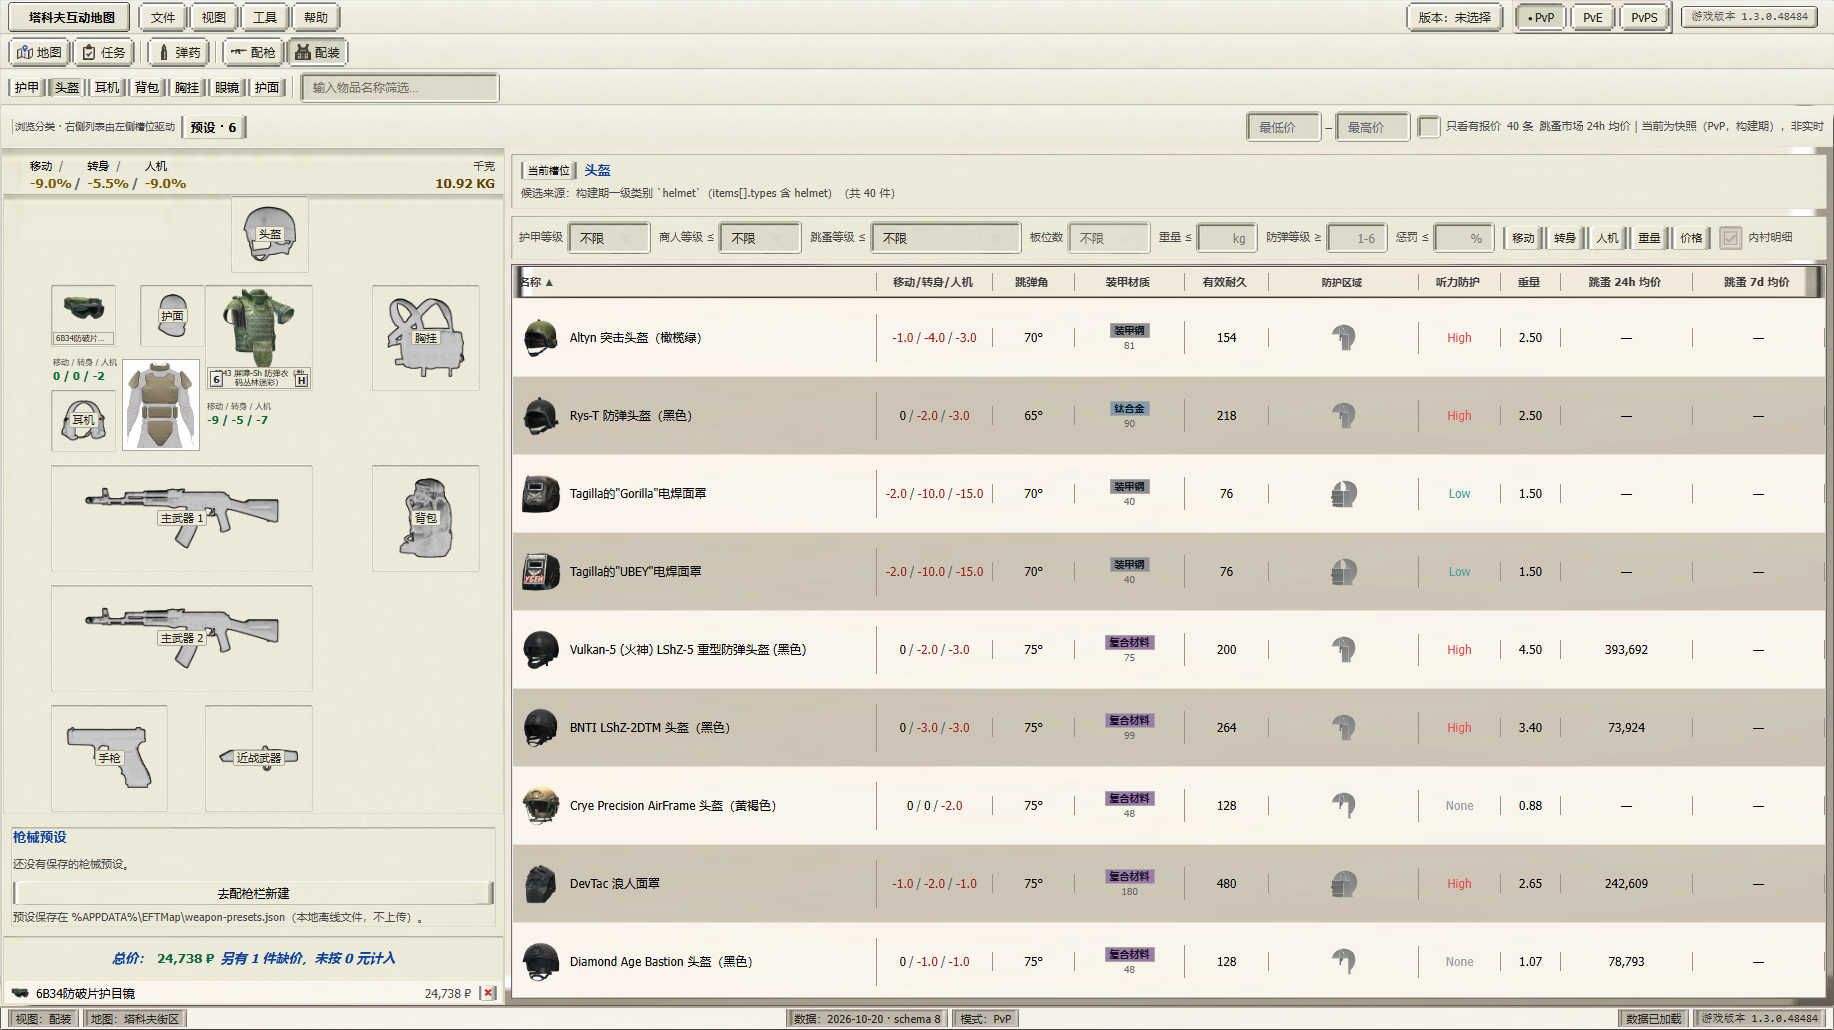 塔科夫互动地图 文件 视图 工具 帮助 版本：未选择 •PvP PvE PvPS 游戏版本 1.3.0.48484
地图 任务 弹药 配枪 配装
护甲 头盔 耳机 背包 胸挂 眼镜 护面 输入物品名称筛选...
浏览分类 · 右侧列表由左侧槽位驱动 预设 · 6 最低价 – 最高价 只看有报价 40 条 跳蚤市场 24h 均价 | 当前为快照（PvP，构建期），非实时
移动 / 转身 / 人机 千克
-9.0% / -5.5% / -9.0% 10.92 KG
头盔
6B34防破片...
护面
6 43 屏障-Sh 防弹衣（数码丛林迷彩） H
胸挂
移动 / 转身 / 人机
0 / 0 / -2
耳机
移动 / 转身 / 人机
-9 / -5 / -7
主武器 1
背包
主武器 2
手枪
近战武器
枪械预设
还没有保存的枪械预设。
去配枪栏新建
预设保存在 %APPDATA%\EFTMap\weapon-presets.json（本地离线文件，不上传）。
总价： 24,738 ₽ 另有 1 件缺价，未按 0 元计入
6B34防破片护目镜 24,738 ₽
当前槽位 头盔
候选来源：构建期一级类别 `helmet`（items[].types 含 helmet）（共 40 件）
护甲等级 不限 商人等级 ≤ 不限 跳蚤等级 ≤ 不限 板位数 不限 重量 ≤ kg 防弹等级 ≥ 1-6 惩罚 ≤ % 移动 转身 人机 重量 价格 内衬明细
名称 ▲ 移动/转身/人机 跳弹角 装甲材质 有效耐久 防护区域 听力防护 重量 跳蚤 24h 均价 跳蚤 7d 均价
Altyn 突击头盔（橄榄绿） -1.0 / -4.0 / -3.0 70° 装甲钢 81 154 High 2.50 — —
Rys-T 防弹头盔（黑色） 0 / -2.0 / -3.0 65° 钛合金 90 218 High 2.50 — —
Tagilla的"Gorilla"电焊面罩 -2.0 / -10.0 / -15.0 70° 装甲钢 40 76 Low 1.50 — —
Tagilla的"UBEY"电焊面罩 -2.0 / -10.0 / -15.0 70° 装甲钢 40 76 Low 1.50 — —
Vulkan-5 (火神) LShZ-5 重型防弹头盔 (黑色) 0 / -2.0 / -3.0 75° 复合材料 75 200 High 4.50 393,692 —
BNTI LShZ-2DTM 头盔（黑色） 0 / -3.0 / -3.0 75° 复合材料 99 264 High 3.40 73,924 —
Crye Precision AirFrame 头盔（黄褐色） 0 / 0 / -2.0 75° 复合材料 48 128 None 0.88 — —
DevTac 浪人面罩 -1.0 / -2.0 / -1.0 75° 复合材料 180 480 High 2.65 242,609 —
Diamond Age Bastion 头盔（黑色） 0 / -1.0 / -1.0 75° 复合材料 48 128 None 1.07 78,793 —
视图：配装 地图：塔科夫街区 数据：2026-10-20 · schema 8 模式：PvP 数据已加载 游戏版本 1.3.0.48484